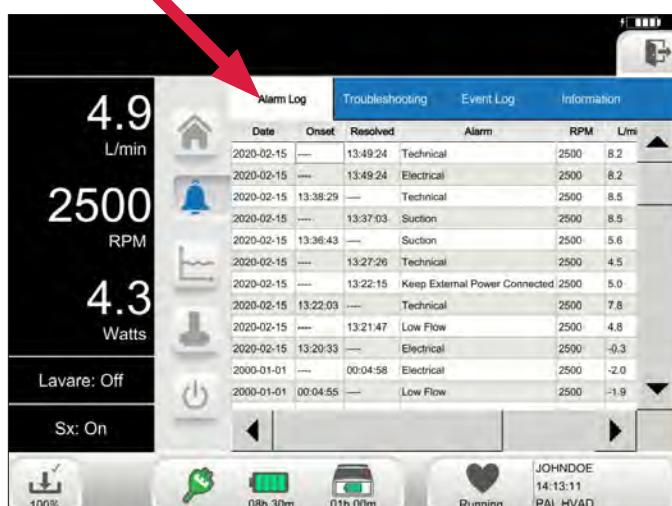 Alarm Log Troubleshooting Event Log Information
4.9
L/min
2500
RPM
4.3
Watts
Lavare: Off
Sx: On
Date Onset Resolved Alarm RPM L/mi
2020-02-15 ---- 13:49:24 Technical 2500 8.2
2020-02-15 ---- 13:49:24 Electrical 2500 8.2
2020-02-15 13:38:29 ---- Technical 2500 8.5
2020-02-15 ---- 13:37:03 Suction 2500 8.5
2020-02-15 13:36:43 ---- Suction 2500 5.6
2020-02-15 ---- 13:27:26 Technical 2500 4.5
2020-02-15 ---- 13:22:15 Keep External Power Connected 2500 5.0
2020-02-15 13:22:03 ---- Technical 2500 7.8
2020-02-15 ---- 13:21:47 Low Flow 2500 4.8
2020-02-15 13:20:33 ---- Electrical 2500 -0.3
2000-01-01 ---- 00:04:58 Electrical 2500 -2.0
2000-01-01 00:04:55 ---- Low Flow 2500 -1.9
100%
08h 30m
01h 00m
Running
JOHNDOE
14:13:11
PAL HVAD